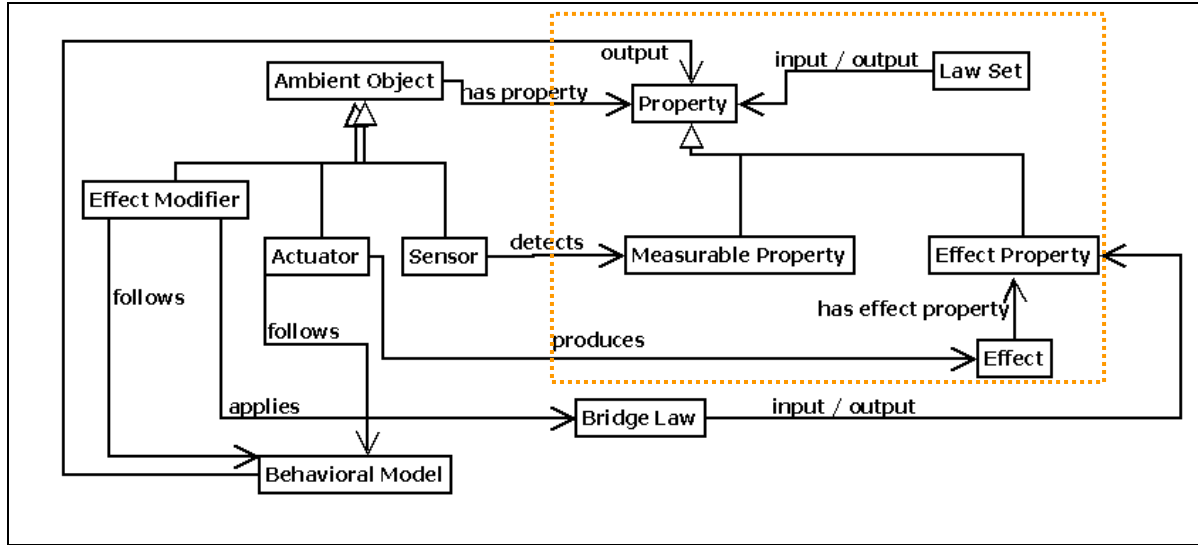 output
input / output
Law Set
Ambient Object
has property
Property
Effect Modifier
Actuator
Sensor
detects
Measurable Property
Effect Property
follows
has effect property
follows
produces
Effect
applies
Bridge Law
input / output
Behavioral Model